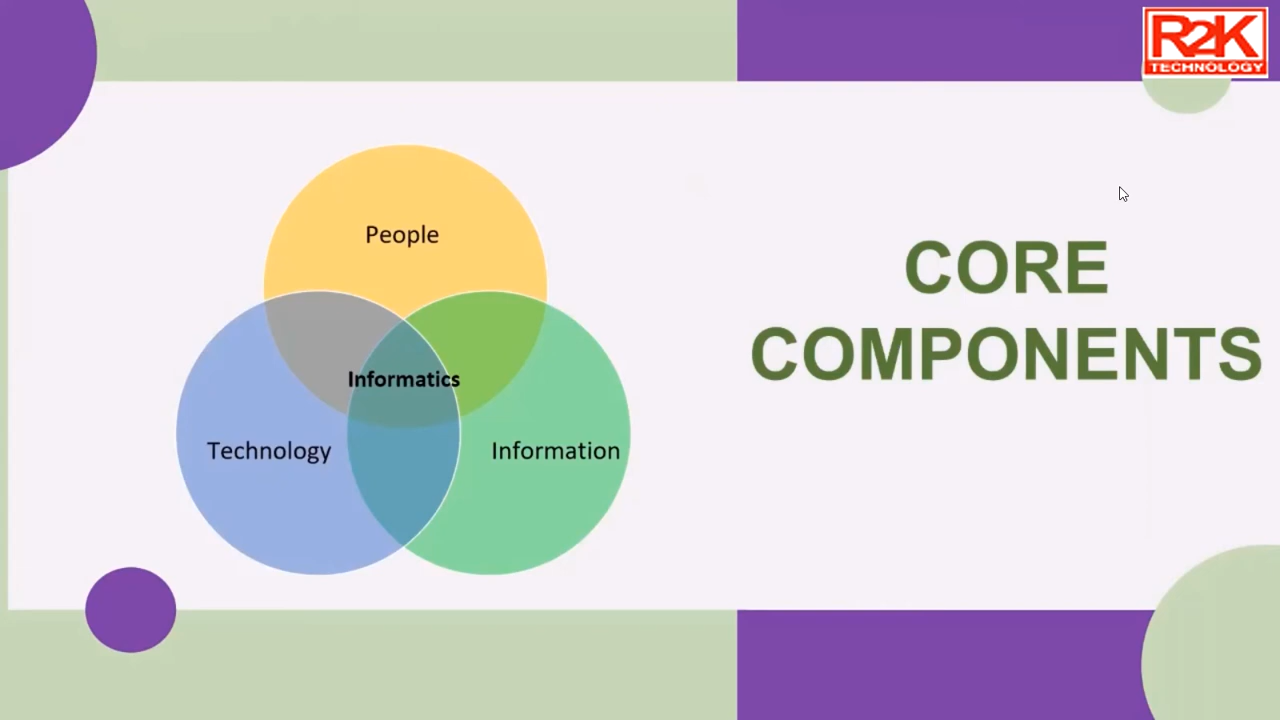 R2K
TECHNOLOGY
People
CORE
COMPONENTS
Informatics
Technology
Information